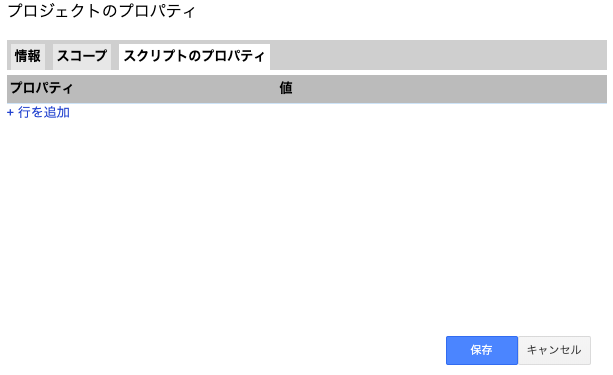 プロジェクトのプロパティ
情報 スコープ スクリプトのプロパティ
プロパティ 値
+ 行を追加
保存 キャンセル